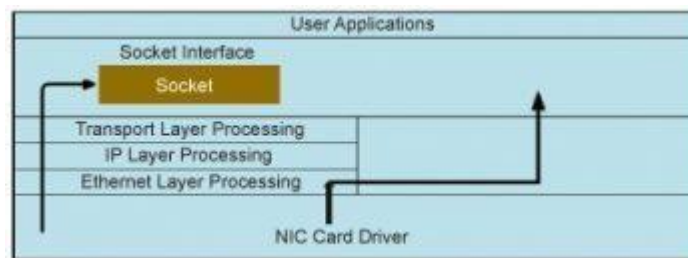 User Applications
Socket Interface
Socket
Transport Layer Processing
IP Layer Processing
Ethernet Layer Processing
NIC Card Driver